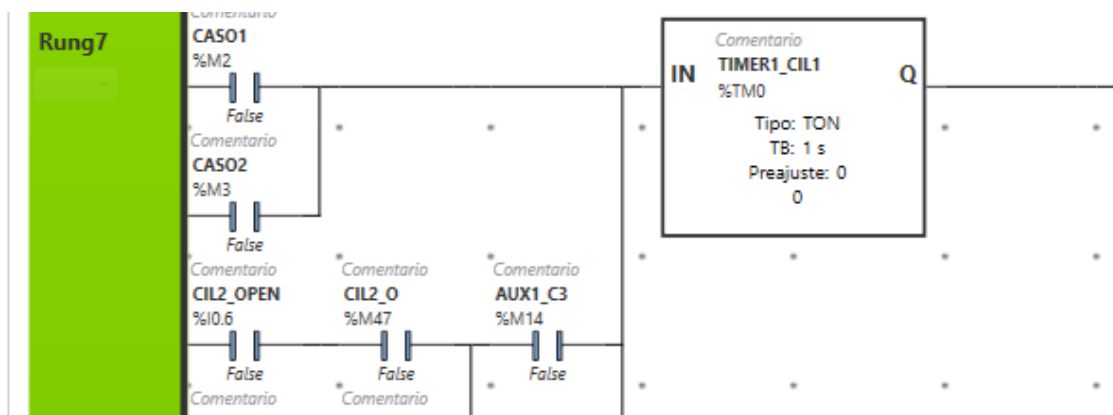 Comentario
Rung7
CASO1
%M2
False
Comentario
CASO2
%M3
False
Comentario
TIMER1_CIL1
IN
Q
%TM0
Tipo: TON
TB: 1 s
Preajuste: 0
0
Comentario
Comentario
Comentario
CIL2_OPEN
CIL2_O
AUX1_C3
%I0.6
%M47
%M14
False
False
False
Comentario
Comentario